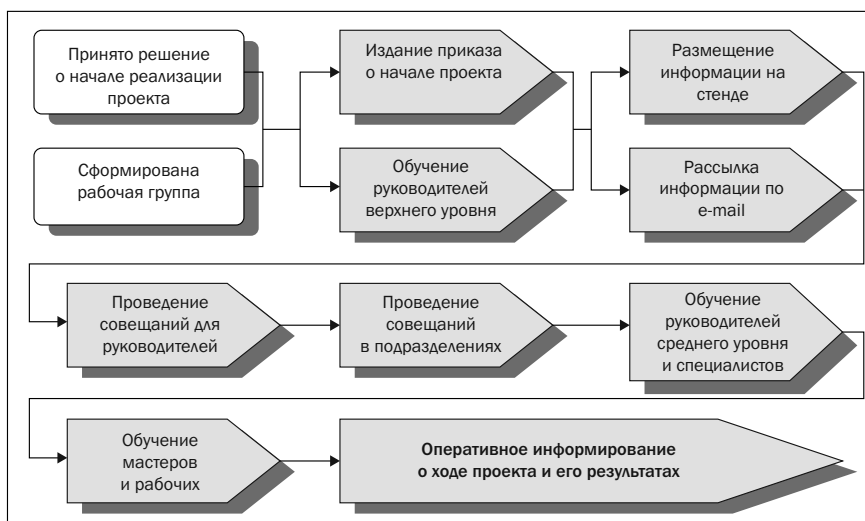 Принято решение
о начале реализации
проекта
Издание приказа
о начале проекта
Размещение
информации на
стенде
Сформирована
рабочая группа
Обучение
руководителей
верхнего уровня
Рассылка
информации по
e-mail
Проведение
совещаний для
руководителей
Проведение
совещаний
в подразделениях
Обучение
руководителей
среднего уровня
и специалистов
Обучение
мастеров
и рабочих
Оперативное информирование
о ходе проекта и его результатах